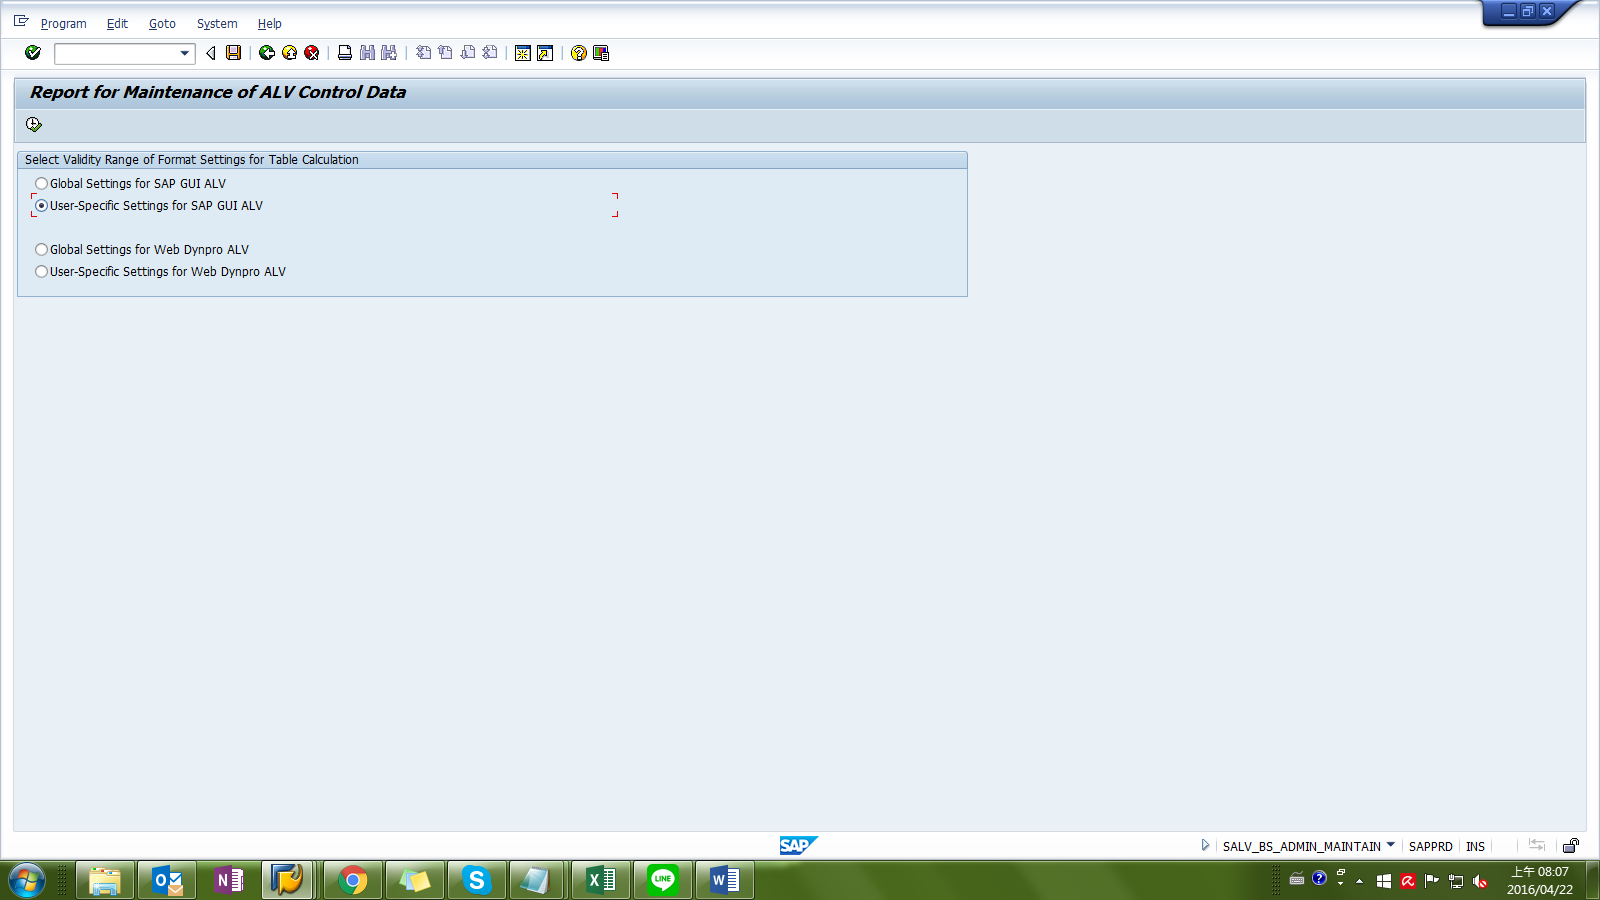 Program Edit Goto System Help
Report for Maintenance of ALV Control Data
Select Validity Range of Format Settings for Table Calculation
Global Settings for SAP GUI ALV
User-Specific Settings for SAP GUI ALV
Global Settings for Web Dynpro ALV
User-Specific Settings for Web Dynpro ALV
SAP
SALV_BS_ADMIN_MAINTAIN SAPPRD INS
O N S X LINE W
上午 08:07
2016/04/22